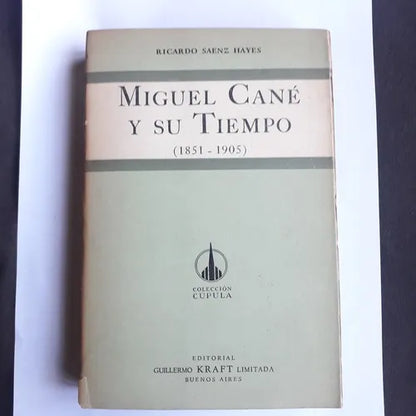 RICARDO SAENZ HAYES
MIGUEL CANÉ
Y SU TIEMPO
(1851 - 1905)
COLECCIÓN
CÚPULA
EDITORIAL
GUILLERMO KRAFT LIMITADA
BUENOS AIRES